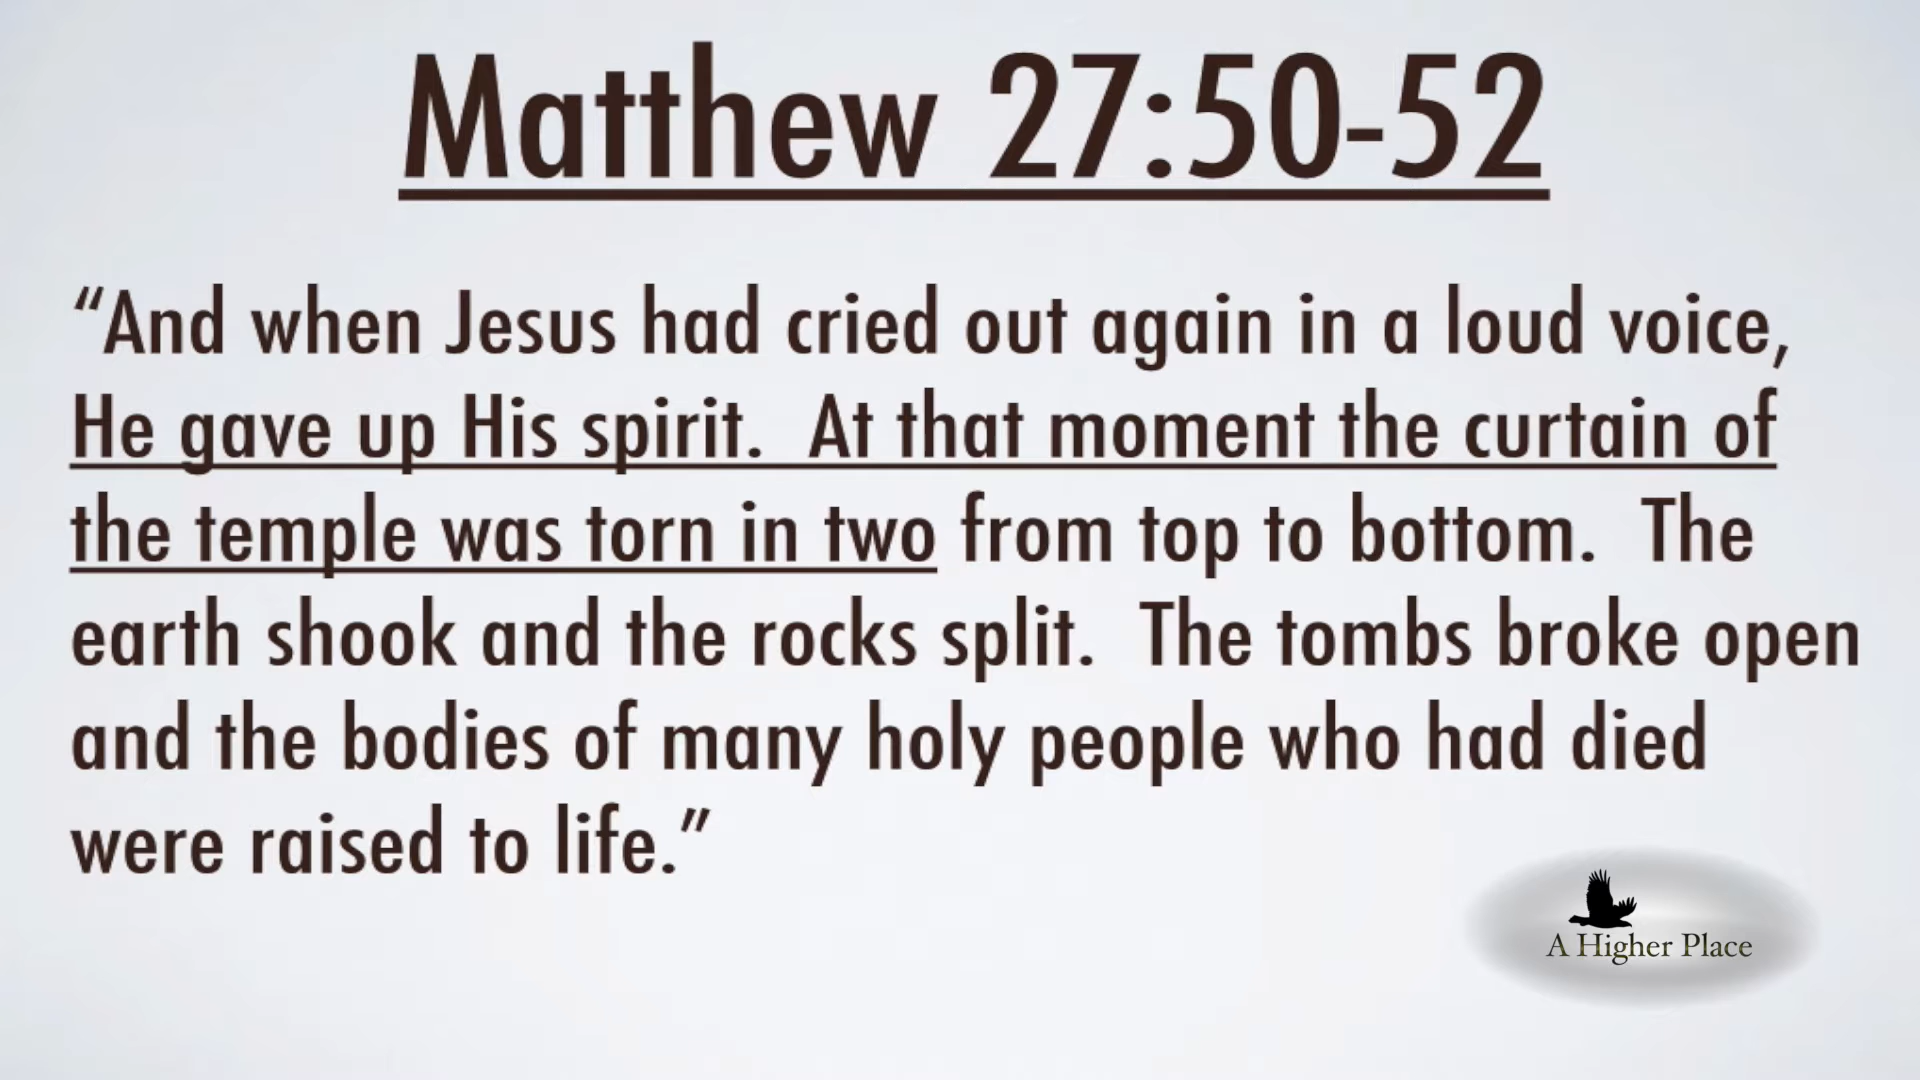 Matthew 27:50-52
“And when Jesus had cried out again in a loud voice,
He gave up His spirit.  At that moment the curtain of
the temple was torn in two from top to bottom.  The
earth shook and the rocks split.  The tombs broke open
and the bodies of many holy people who had died
were raised to life.”
A Higher Place